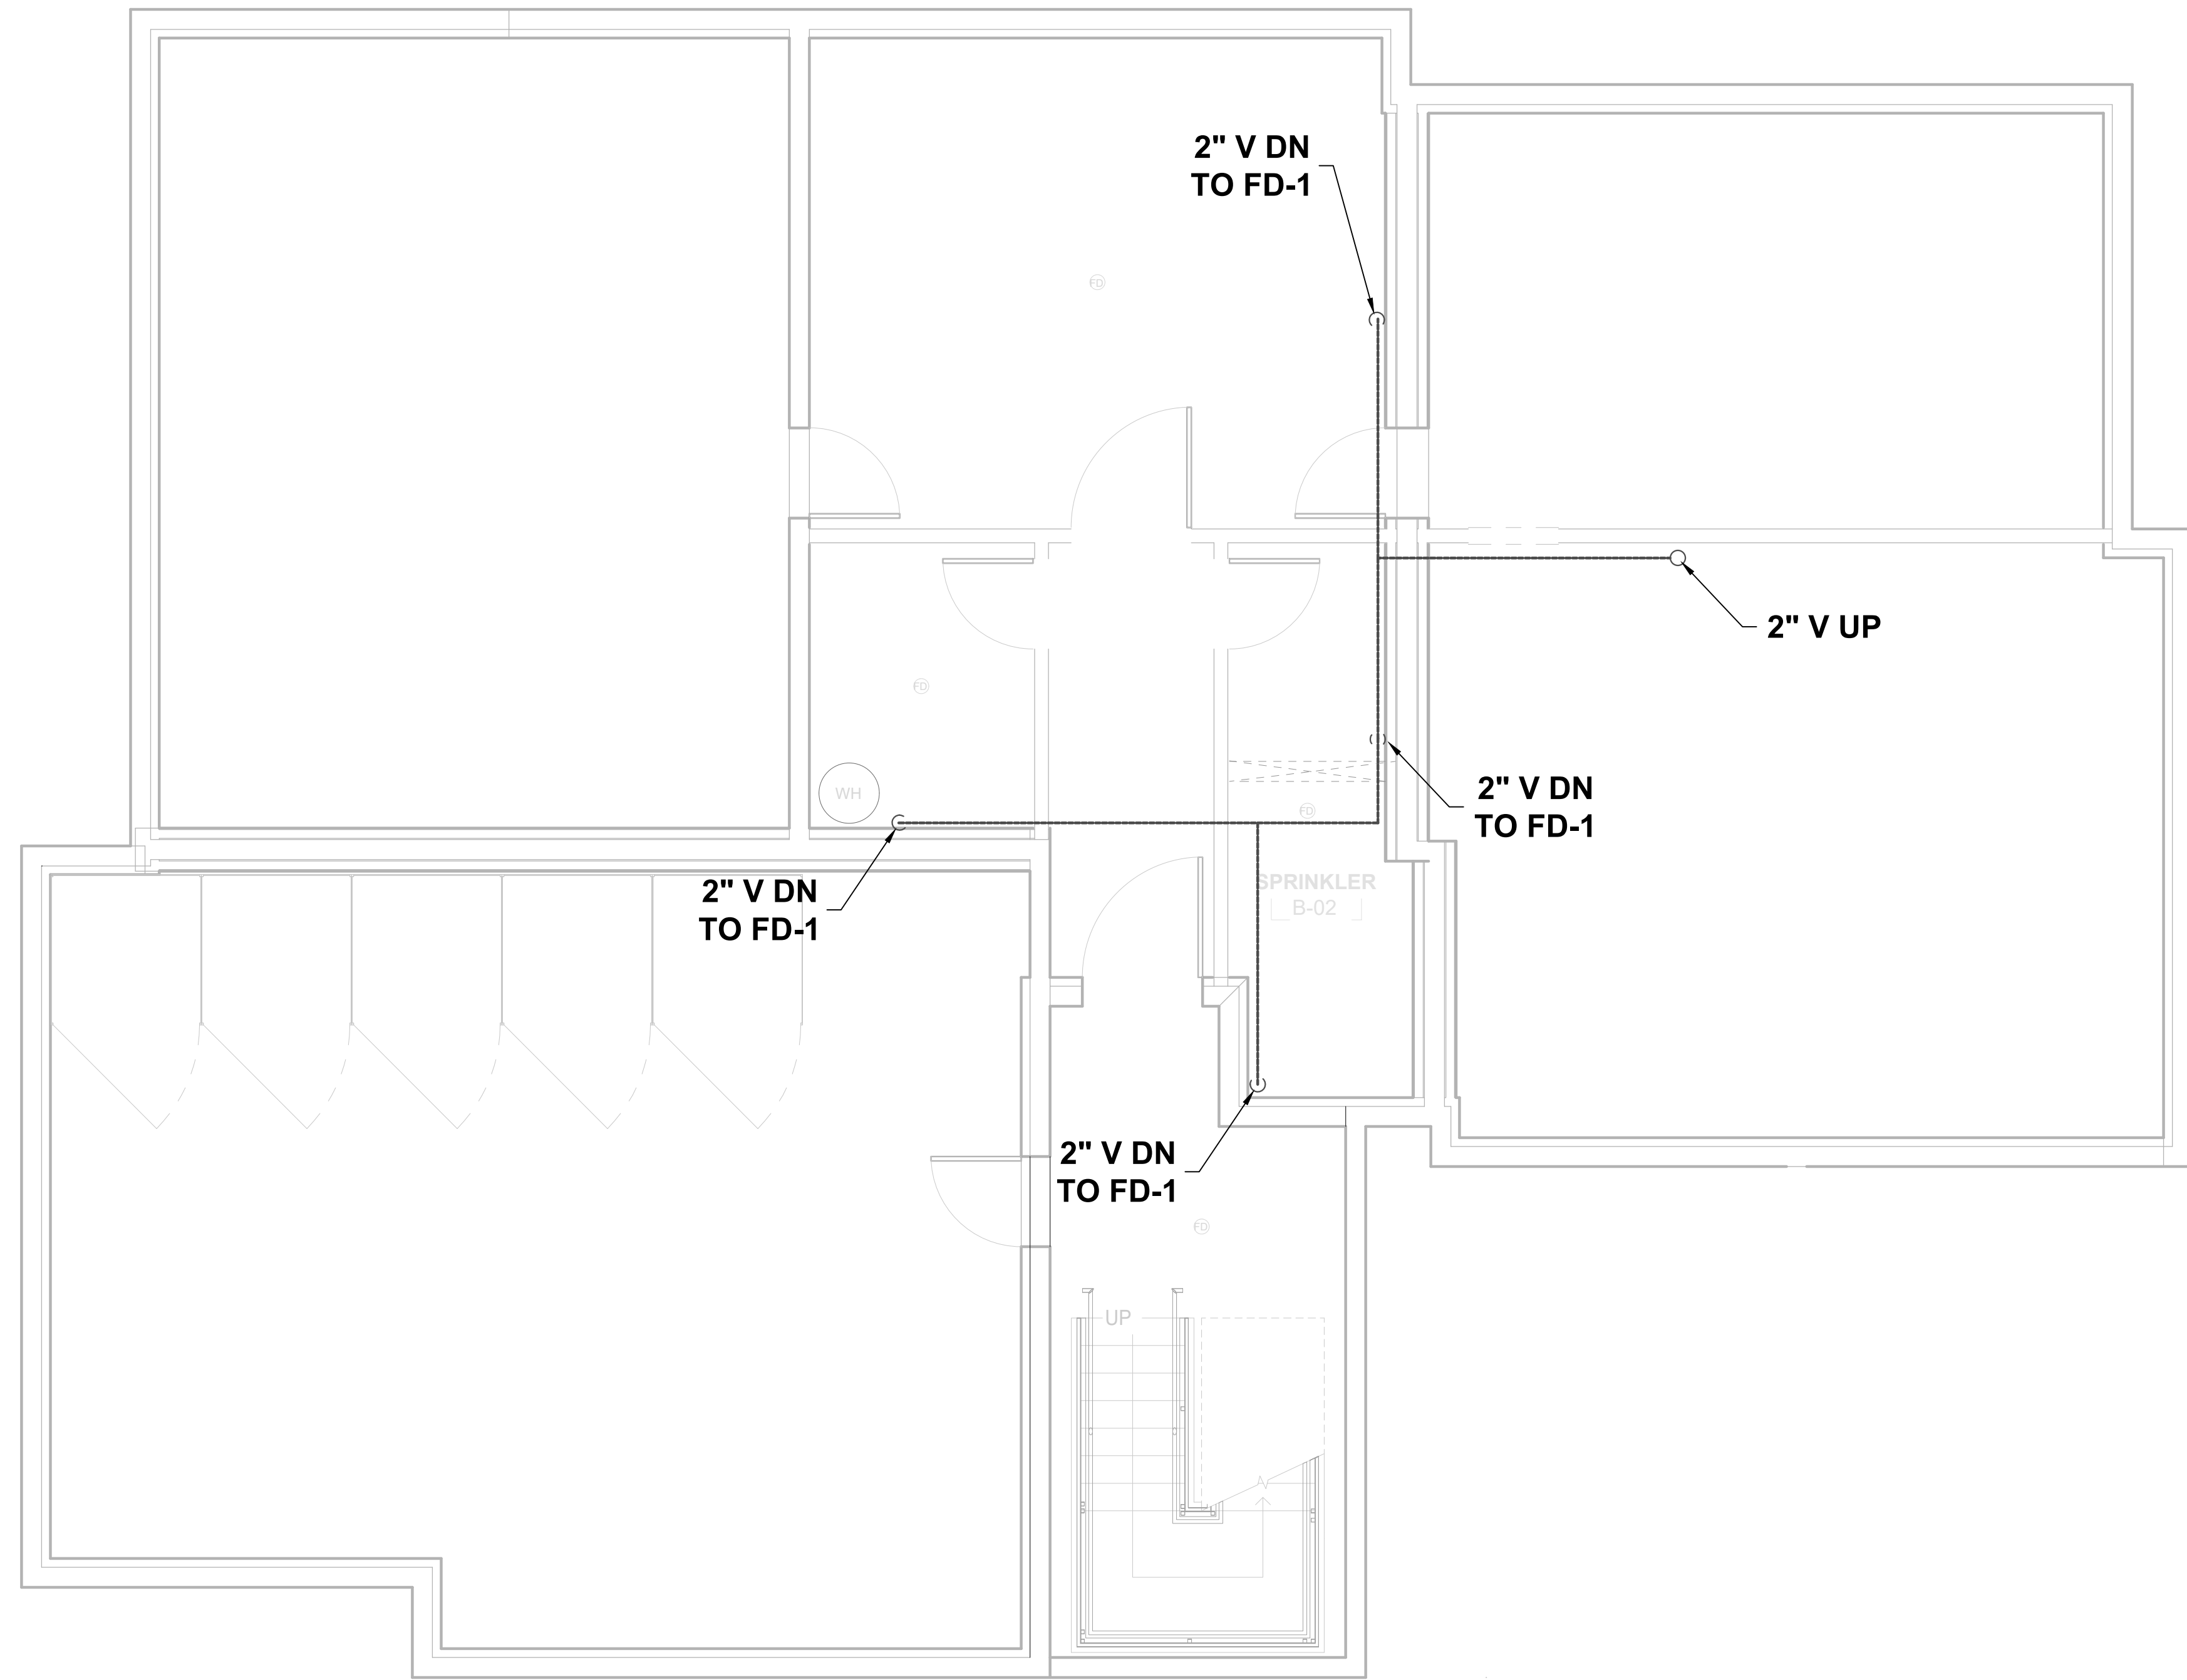 2" V DN
TO FD-1
FD
2" V UP
FD
WH
2" V DN
TO FD-1
FD
2" V DN
TO FD-1
SPRINKLER
B-02
2" V DN
TO FD-1
FD
UP